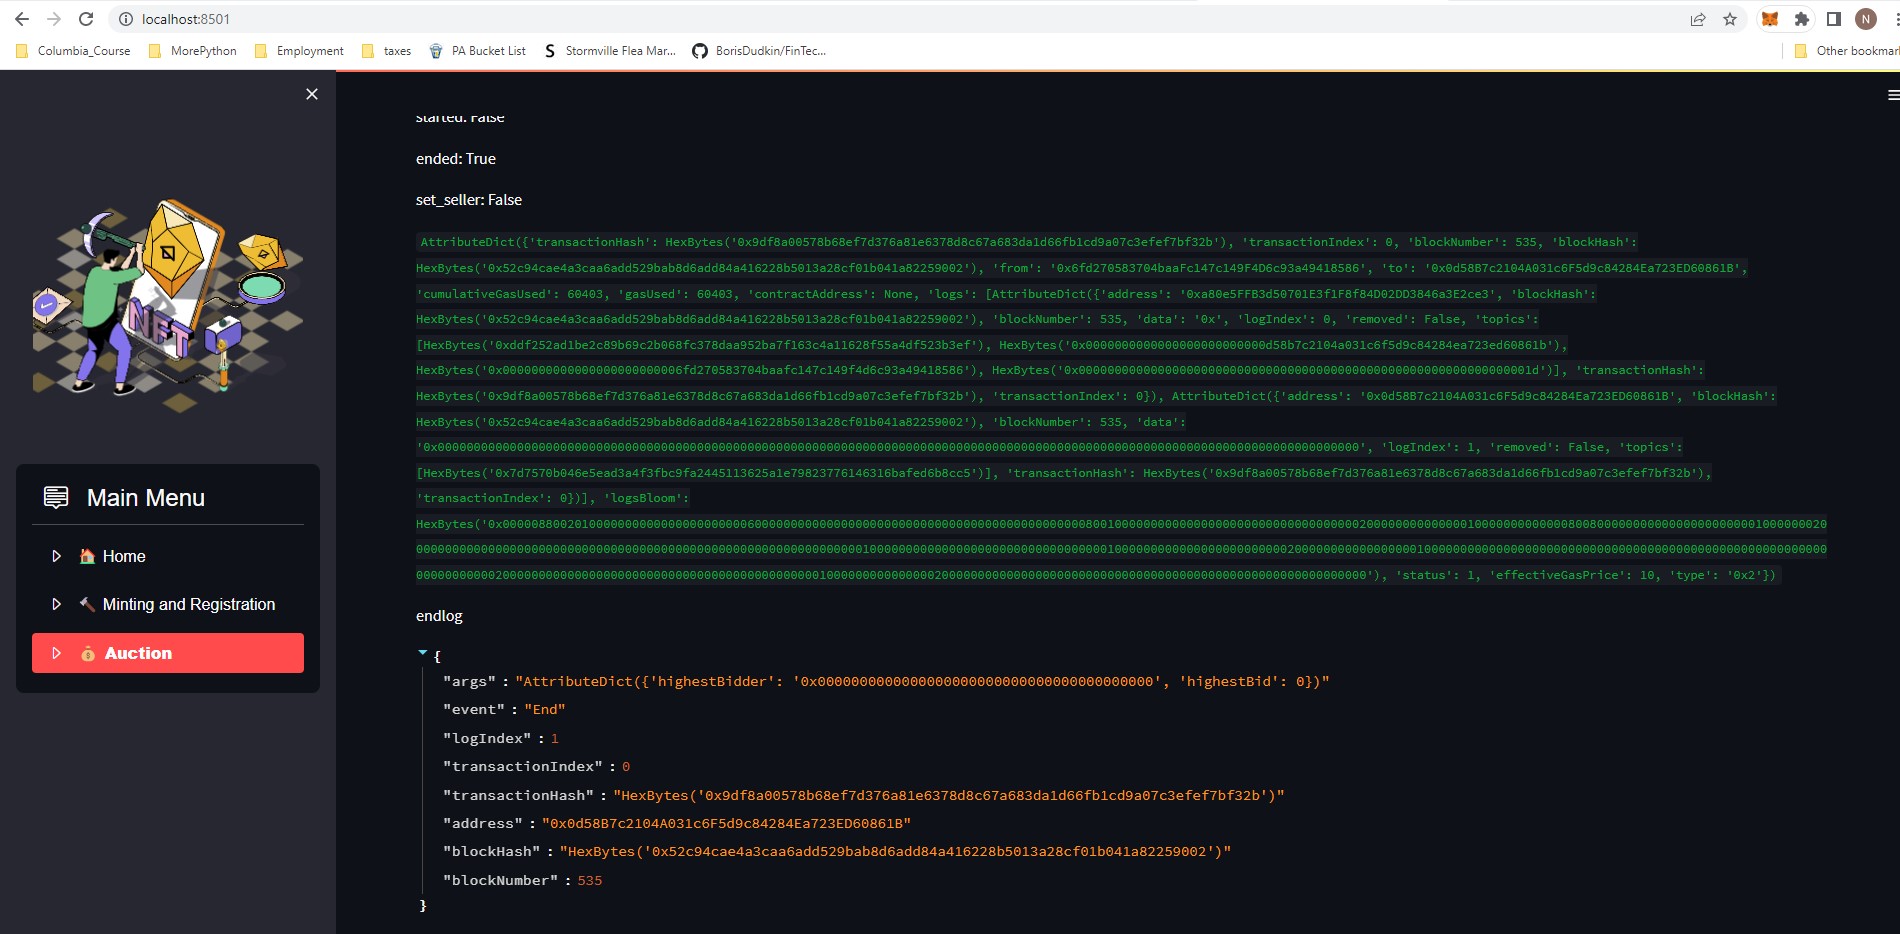 localhost:8501
N
Columbia_Course MorePython Employment taxes PA Bucket List S Stormville Flea Mar... BorisDudkin/FinTec... Other bookmar
started: False
ended: True
set_seller: False
AttributeDict({'transactionHash': HexBytes('0x9df8a00578b68ef7d376a81e6378d8c67a683da1d66fb1cd9a07c3efef7bf32b'), 'transactionIndex': 0, 'blockNumber': 535, 'blockHash':
HexBytes('0x52c94cae4a3caa6add529bab8d6add84a416228b5013a28cf01b041a82259002'), 'from': '0x6fd270583704baaFc147c149F4D6c93a49418586', 'to': '0x0d58B7c2104A031c6F5d9c84284Ea723ED60861B',
'cumulativeGasUsed': 60403, 'gasUsed': 60403, 'contractAddress': None, 'logs': [AttributeDict({'address': '0xa80e5FFB3d50701E3f1F8f84D02DD3846a3E2ce3', 'blockHash':
HexBytes('0x52c94cae4a3caa6add529bab8d6add84a416228b5013a28cf01b041a82259002'), 'blockNumber': 535, 'data': '0x', 'logIndex': 0, 'removed': False, 'topics':
[HexBytes('0xddf252ad1be2c89b69c2b068fc378daa952ba7f163c4a11628f55a4df523b3ef'), HexBytes('0x0000000000000000000000000d58b7c2104a031c6f5d9c84284ea723ed60861b'),
HexBytes('0x0000000000000000000000006fd270583704baafc147c149f4d6c93a49418586'), HexBytes('0x000000000000000000000000000000000000000000000000000000000000001d')], 'transactionHash':
HexBytes('0x9df8a00578b68ef7d376a81e6378d8c67a683da1d66fb1cd9a07c3efef7bf32b'), 'transactionIndex': 0}), AttributeDict({'address': '0x0d58B7c2104A031c6F5d9c84284Ea723ED60861B', 'blockHash':
HexBytes('0x52c94cae4a3caa6add529bab8d6add84a416228b5013a28cf01b041a82259002'), 'blockNumber': 535, 'data':
'0x00000000000000000000000000000000000000000000000000000000000000000000000000000000000000000000000000000000000000000000000000000000', 'logIndex': 1, 'removed': False, 'topics':
[HexBytes('0x7d7570b046e5ead3a4f3fbc9fa2445113625a1e79823776146316bafed6b8cc5')], 'transactionHash': HexBytes('0x9df8a00578b68ef7d376a81e6378d8c67a683da1d66fb1cd9a07c3efef7bf32b'),
'transactionIndex': 0})], 'logsBloom':
'status': 1, 'effectiveGasPrice': 10, 'type': '0x2'})
endlog
{
"args" : "AttributeDict({'highestBidder': '0x0000000000000000000000000000000000000000', 'highestBid': 0})"
"event" : "End"
"logIndex" : 1
"transactionIndex" : 0
"transactionHash" : "HexBytes('0x9df8a00578b68ef7d376a81e6378d8c67a683da1d66fb1cd9a07c3efef7bf32b')"
"address" : "0x0d58B7c2104A031c6F5d9c84284Ea723ED60861B"
"blockHash" : "HexBytes('0x52c94cae4a3caa6add529bab8d6add84a416228b5013a28cf01b041a82259002')"
"blockNumber" : 535
}
NFT
Main Menu
Home
Minting and Registration
Auction